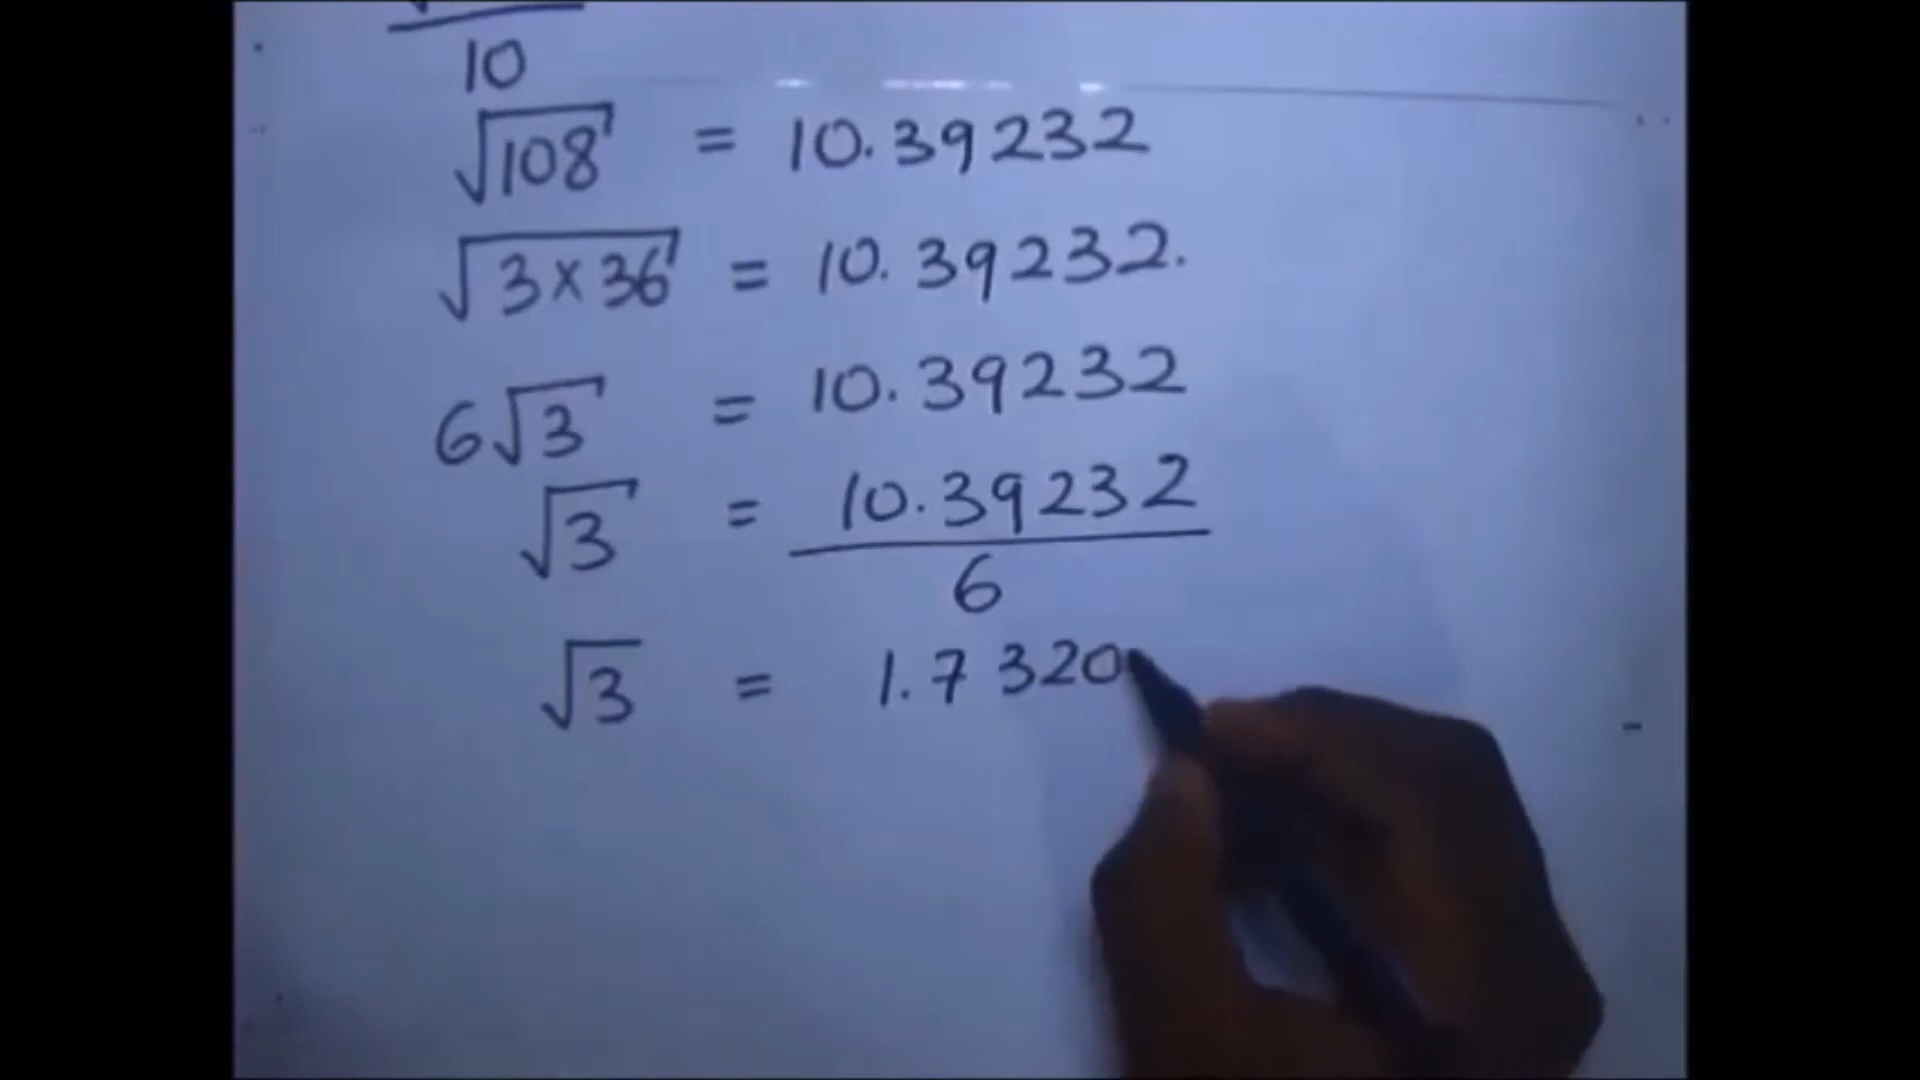 10
√108 = 10.39232
√3×36 = 10.39232.
6√3 = 10.39232
√3 = 10.39232
6
√3 = 1.7320